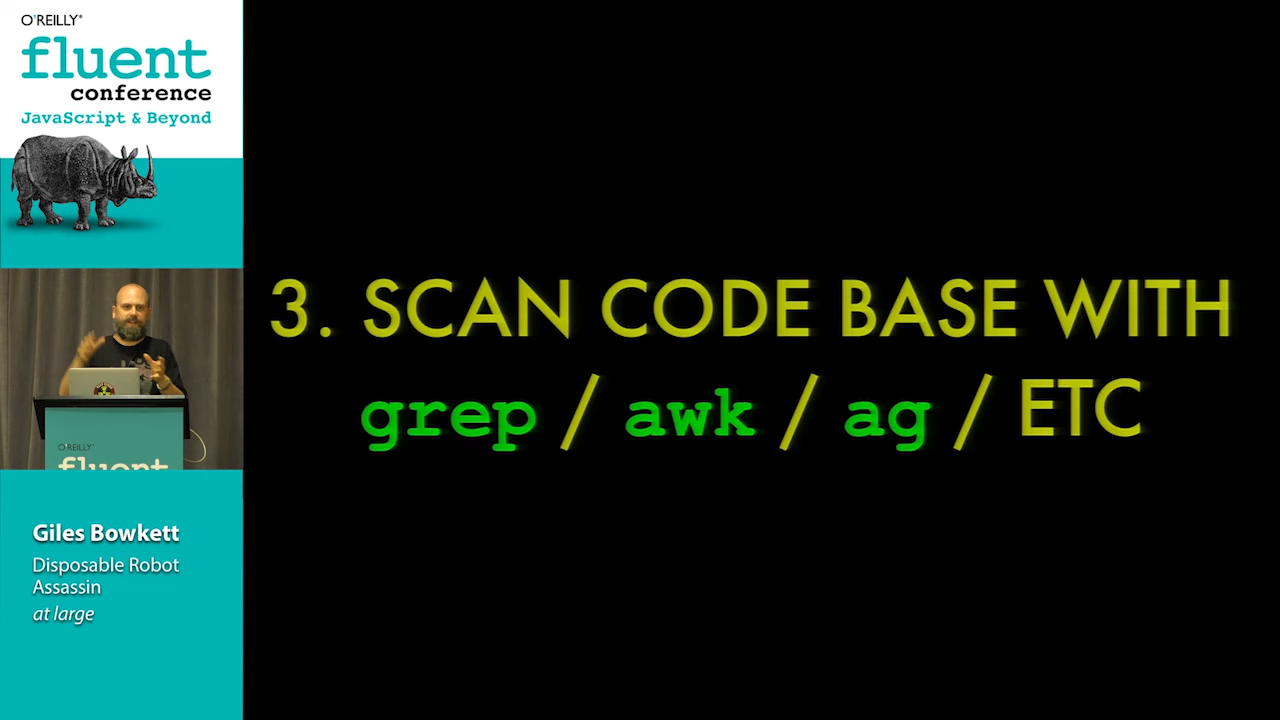 O'REILLY®
fluent
conference
JavaScript & Beyond
3. SCAN CODE BASE WITH
grep / awk / ag / ETC
O'REILLY®
fluent
Giles Bowkett
Disposable Robot
Assassin
at large